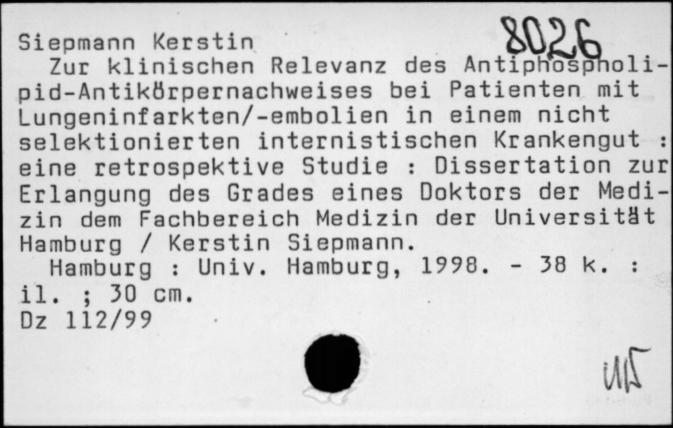 8026
Siepmann Kerstin
Zur klinischen Relevanz des Antiphospholi-
pid-Antikörpernachweises bei Patienten mit
Lungeninfarkten/-embolien in einem nicht
selektionierten internistischen Krankengut :
eine retrospektive Studie : Dissertation zur
Erlangung des Grades eines Doktors der Medi-
zin dem Fachbereich Medizin der Universität
Hamburg / Kerstin Siepmann.
Hamburg : Univ. Hamburg, 1998. - 38 k. :
il. ; 30 cm.
Dz 112/99